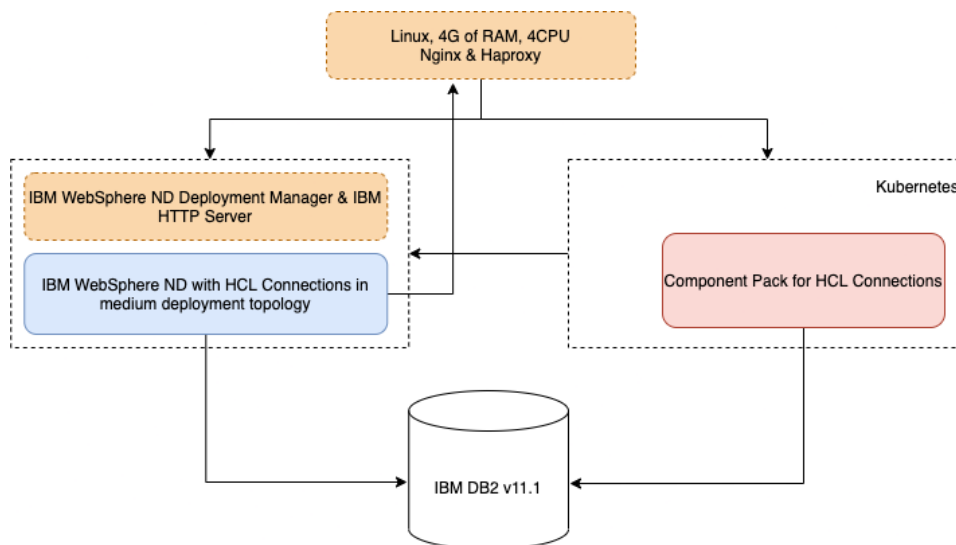 Linux, 4G of RAM, 4CPU
Nginx & Haproxy
IBM WebSphere ND Deployment Manager & IBM
HTTP Server
IBM WebSphere ND with HCL Connections in
medium deployment topology
Kubernetes
Component Pack for HCL Connections
IBM DB2 v11.1